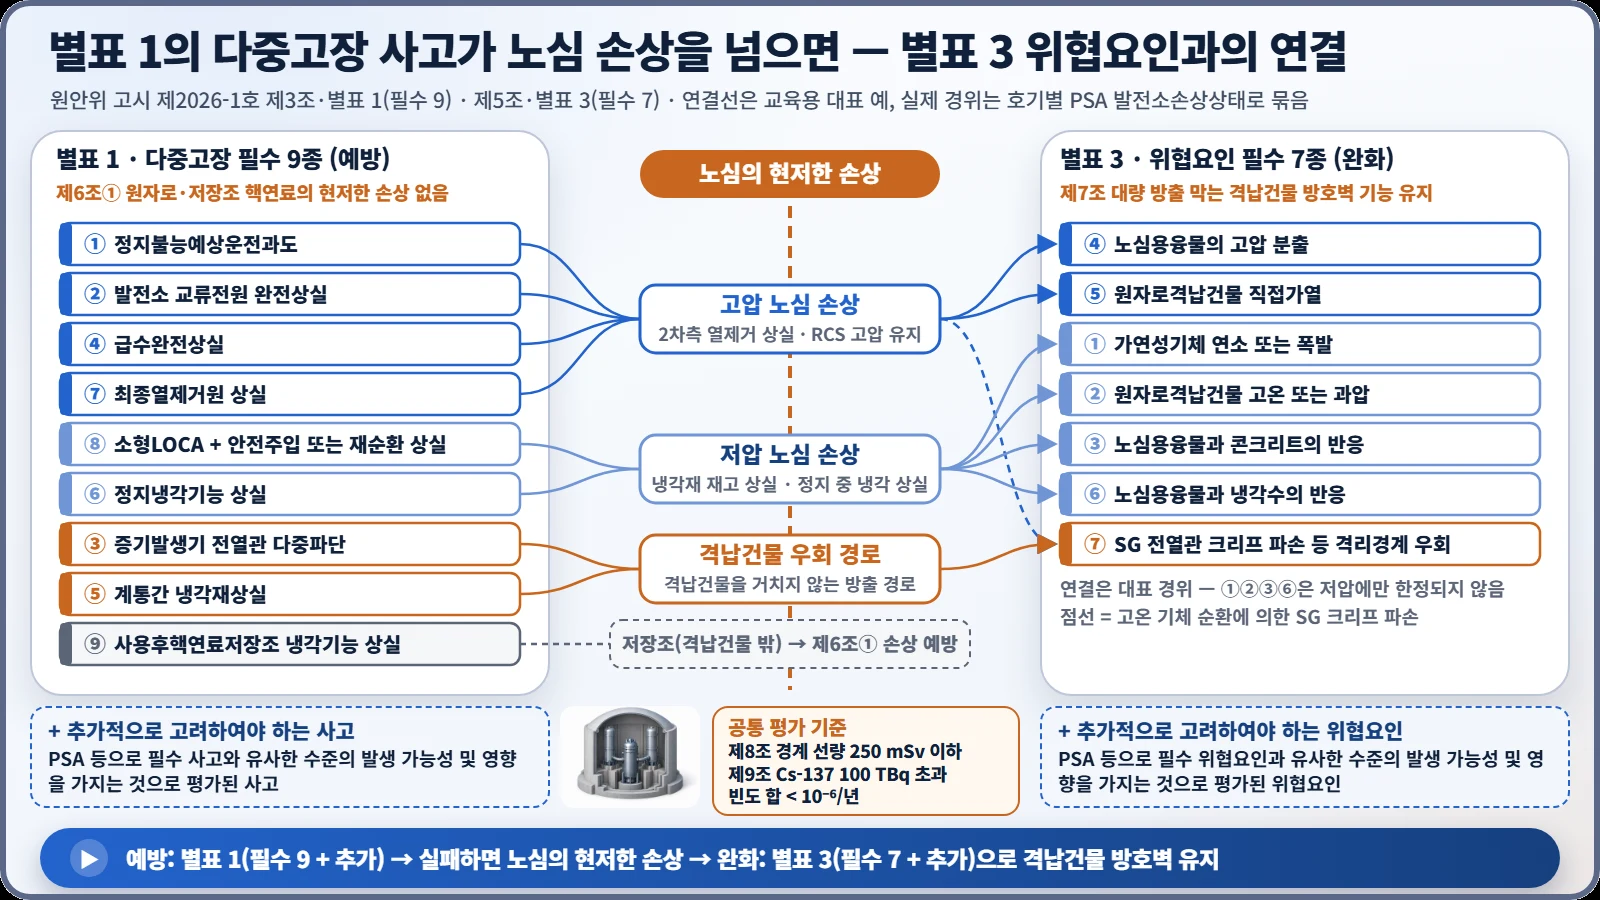 별표 1의 다중고장 사고가 노심 손상을 넘으면 — 별표 3 위협요인과의 연결
원안위 고시 제2026-1호 제3조·별표 1(필수 9) · 제5조·별표 3(필수 7) · 연결선은 교육용 대표 예, 실제 경위는 호기별 PSA 발전소손상상태로 묶음
별표 1 · 다중고장 필수 9종 (예방)
제6조① 원자로·저장조 핵연료의 현저한 손상 없음
① 정지불능예상운전과도
② 발전소 교류전원 완전상실
④ 급수완전상실
⑦ 최종열제거원 상실
⑧ 소형LOCA + 안전주입 또는 재순환 상실
⑥ 정지냉각기능 상실
③ 증기발생기 전열관 다중파단
⑤ 계통간 냉각재상실
⑨ 사용후핵연료저장조 냉각기능 상실
노심의 현저한 손상
고압 노심 손상
2차측 열제거 상실 · RCS 고압 유지
저압 노심 손상
냉각재 재고 상실 · 정지 중 냉각 상실
격납건물 우회 경로
격납건물을 거치지 않는 방출 경로
저장조(격납건물 밖) → 제6조① 손상 예방
별표 3 · 위협요인 필수 7종 (완화)
제7조 대량 방출 막는 격납건물 방호벽 기능 유지
④ 노심용융물의 고압 분출
⑤ 원자로격납건물 직접가열
① 가연성기체 연소 또는 폭발
② 원자로격납건물 고온 또는 과압
③ 노심용융물과 콘크리트의 반응
⑥ 노심용융물과 냉각수의 반응
⑦ SG 전열관 크리프 파손 등 격리경계 우회
연결은 대표 경위 — ①②③⑥은 저압에만 한정되지 않음
점선 = 고온 기체 순환에 의한 SG 크리프 파손
+ 추가적으로 고려하여야 하는 사고
PSA 등으로 필수 사고와 유사한 수준의 발생 가능성 및 영향
을 가지는 것으로 평가된 사고
공통 평가 기준
제8조 경계 선량 250 mSv 이하
제9조 Cs-137 100 TBq 초과
빈도 합 < 10⁻⁶/년
+ 추가적으로 고려하여야 하는 위협요인
PSA 등으로 필수 위협요인과 유사한 수준의 발생 가능성 및 영
향을 가지는 것으로 평가된 위협요인
예방: 별표 1(필수 9 + 추가) → 실패하면 노심의 현저한 손상 → 완화: 별표 3(필수 7 + 추가)으로 격납건물 방호벽 유지